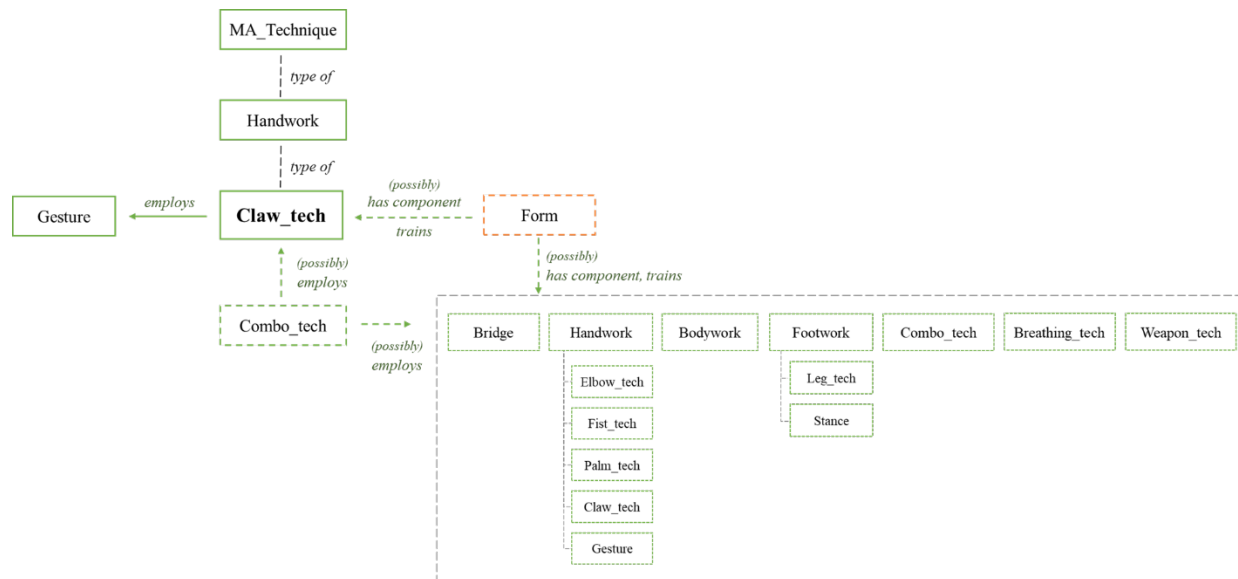 MA_Technique
type of
Handwork
type of
Gesture
employs
Claw_tech
(possibly)
has component
trains
Form
(possibly)
has component, trains
(possibly)
employs
Combo_tech
(possibly)
employs
Bridge
Handwork
Bodywork
Footwork
Combo_tech
Breathing_tech
Weapon_tech
Elbow_tech
Fist_tech
Palm_tech
Claw_tech
Gesture
Leg_tech
Stance